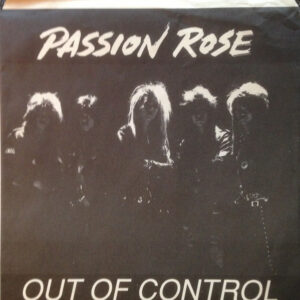 PASSION ROSE
OUT OF CONTROL